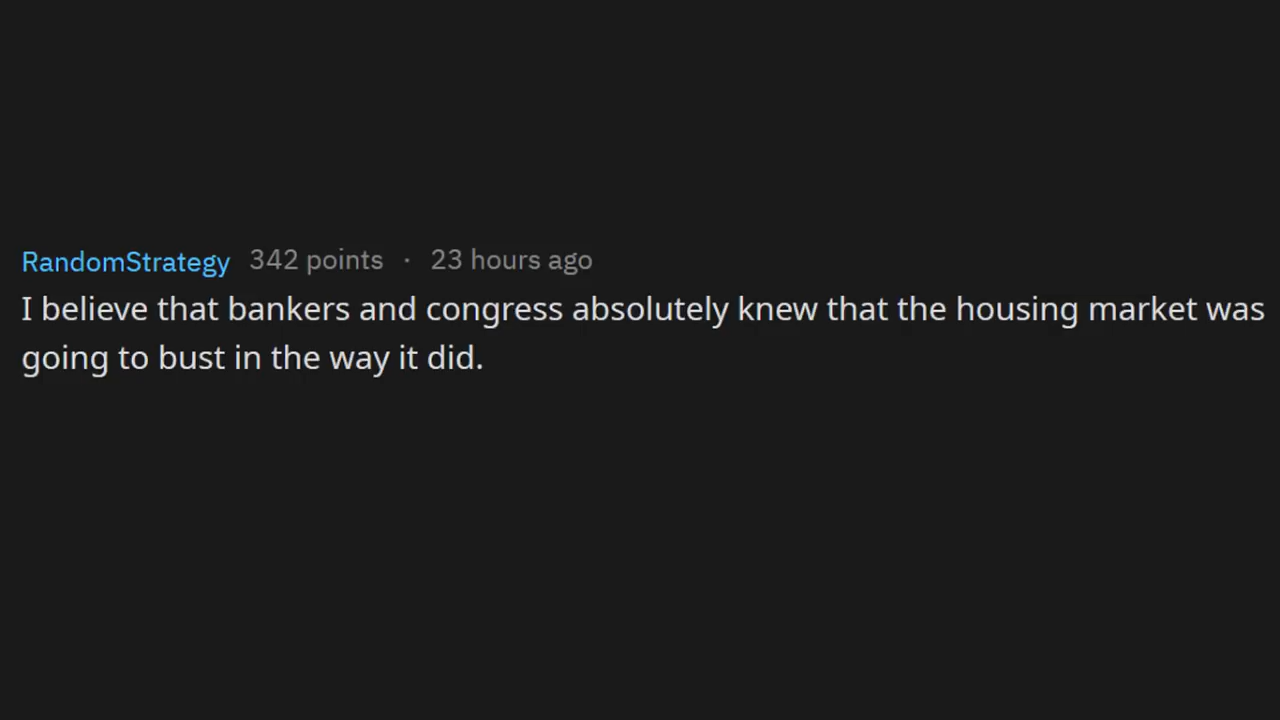 RandomStrategy 342 points · 23 hours ago
I believe that bankers and congress absolutely knew that the housing market was
going to bust in the way it did.